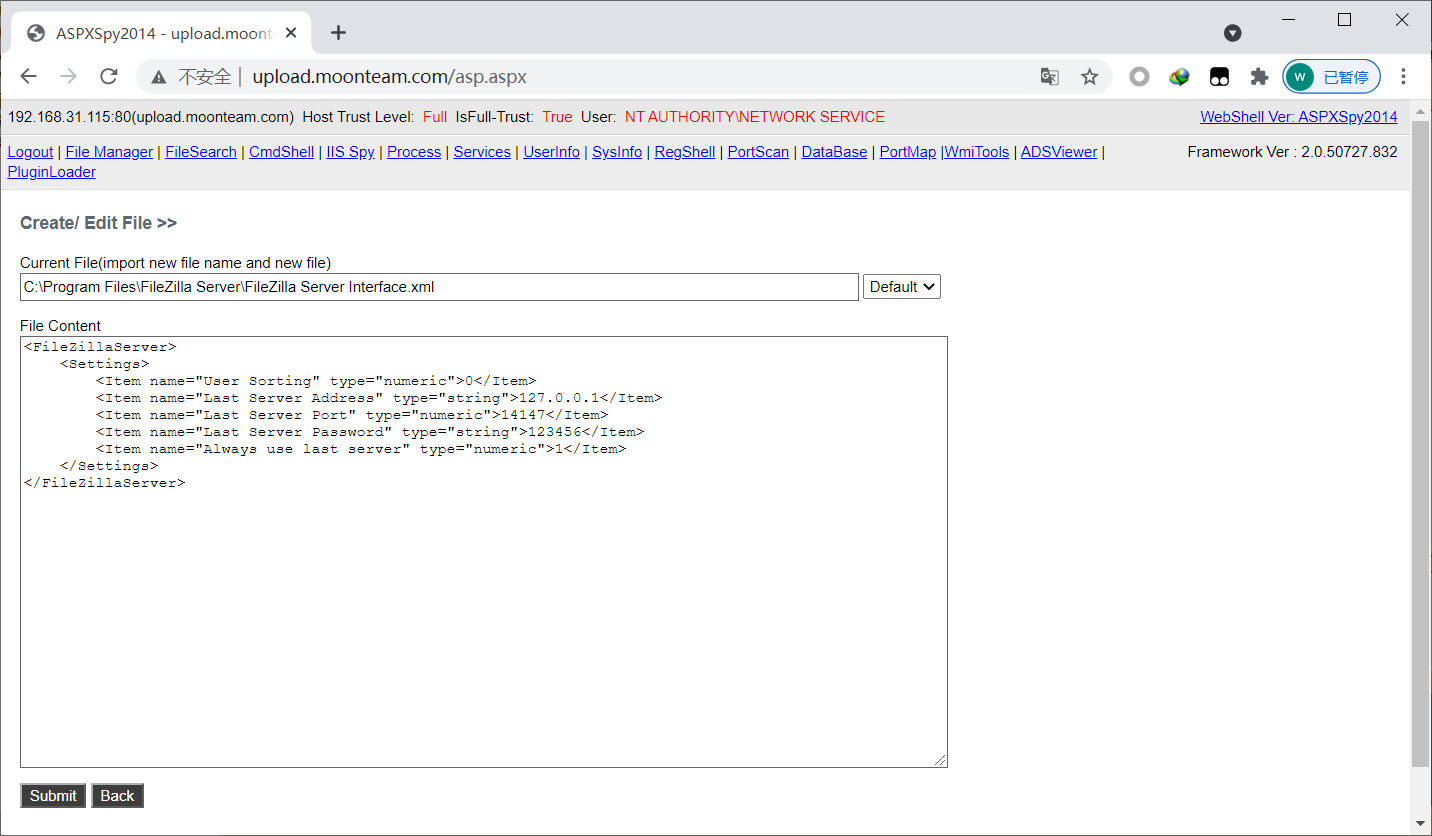 ASPXSpy2014 - upload.moont
不安全 | upload.moonteam.com/asp.aspx
W 已暂停
192.168.31.115:80(upload.moonteam.com) Host Trust Level: Full IsFull-Trust: True User: NT AUTHORITY\NETWORK SERVICE WebShell Ver: ASPXSpy2014
Logout | File Manager | FileSearch | CmdShell | IIS Spy | Process | Services | UserInfo | SysInfo | RegShell | PortScan | DataBase | PortMap |WmiTools | ADSViewer | Framework Ver : 2.0.50727.832
PluginLoader
Create/ Edit File >>
Current File(import new file name and new file)
C:\Program Files\FileZilla Server\FileZilla Server Interface.xml Default
File Content
<FileZillaServer>
    <Settings>
        <Item name="User Sorting" type="numeric">0</Item>
        <Item name="Last Server Address" type="string">127.0.0.1</Item>
        <Item name="Last Server Port" type="numeric">14147</Item>
        <Item name="Last Server Password" type="string">123456</Item>
        <Item name="Always use last server" type="numeric">1</Item>
    </Settings>
</FileZillaServer>
Submit Back